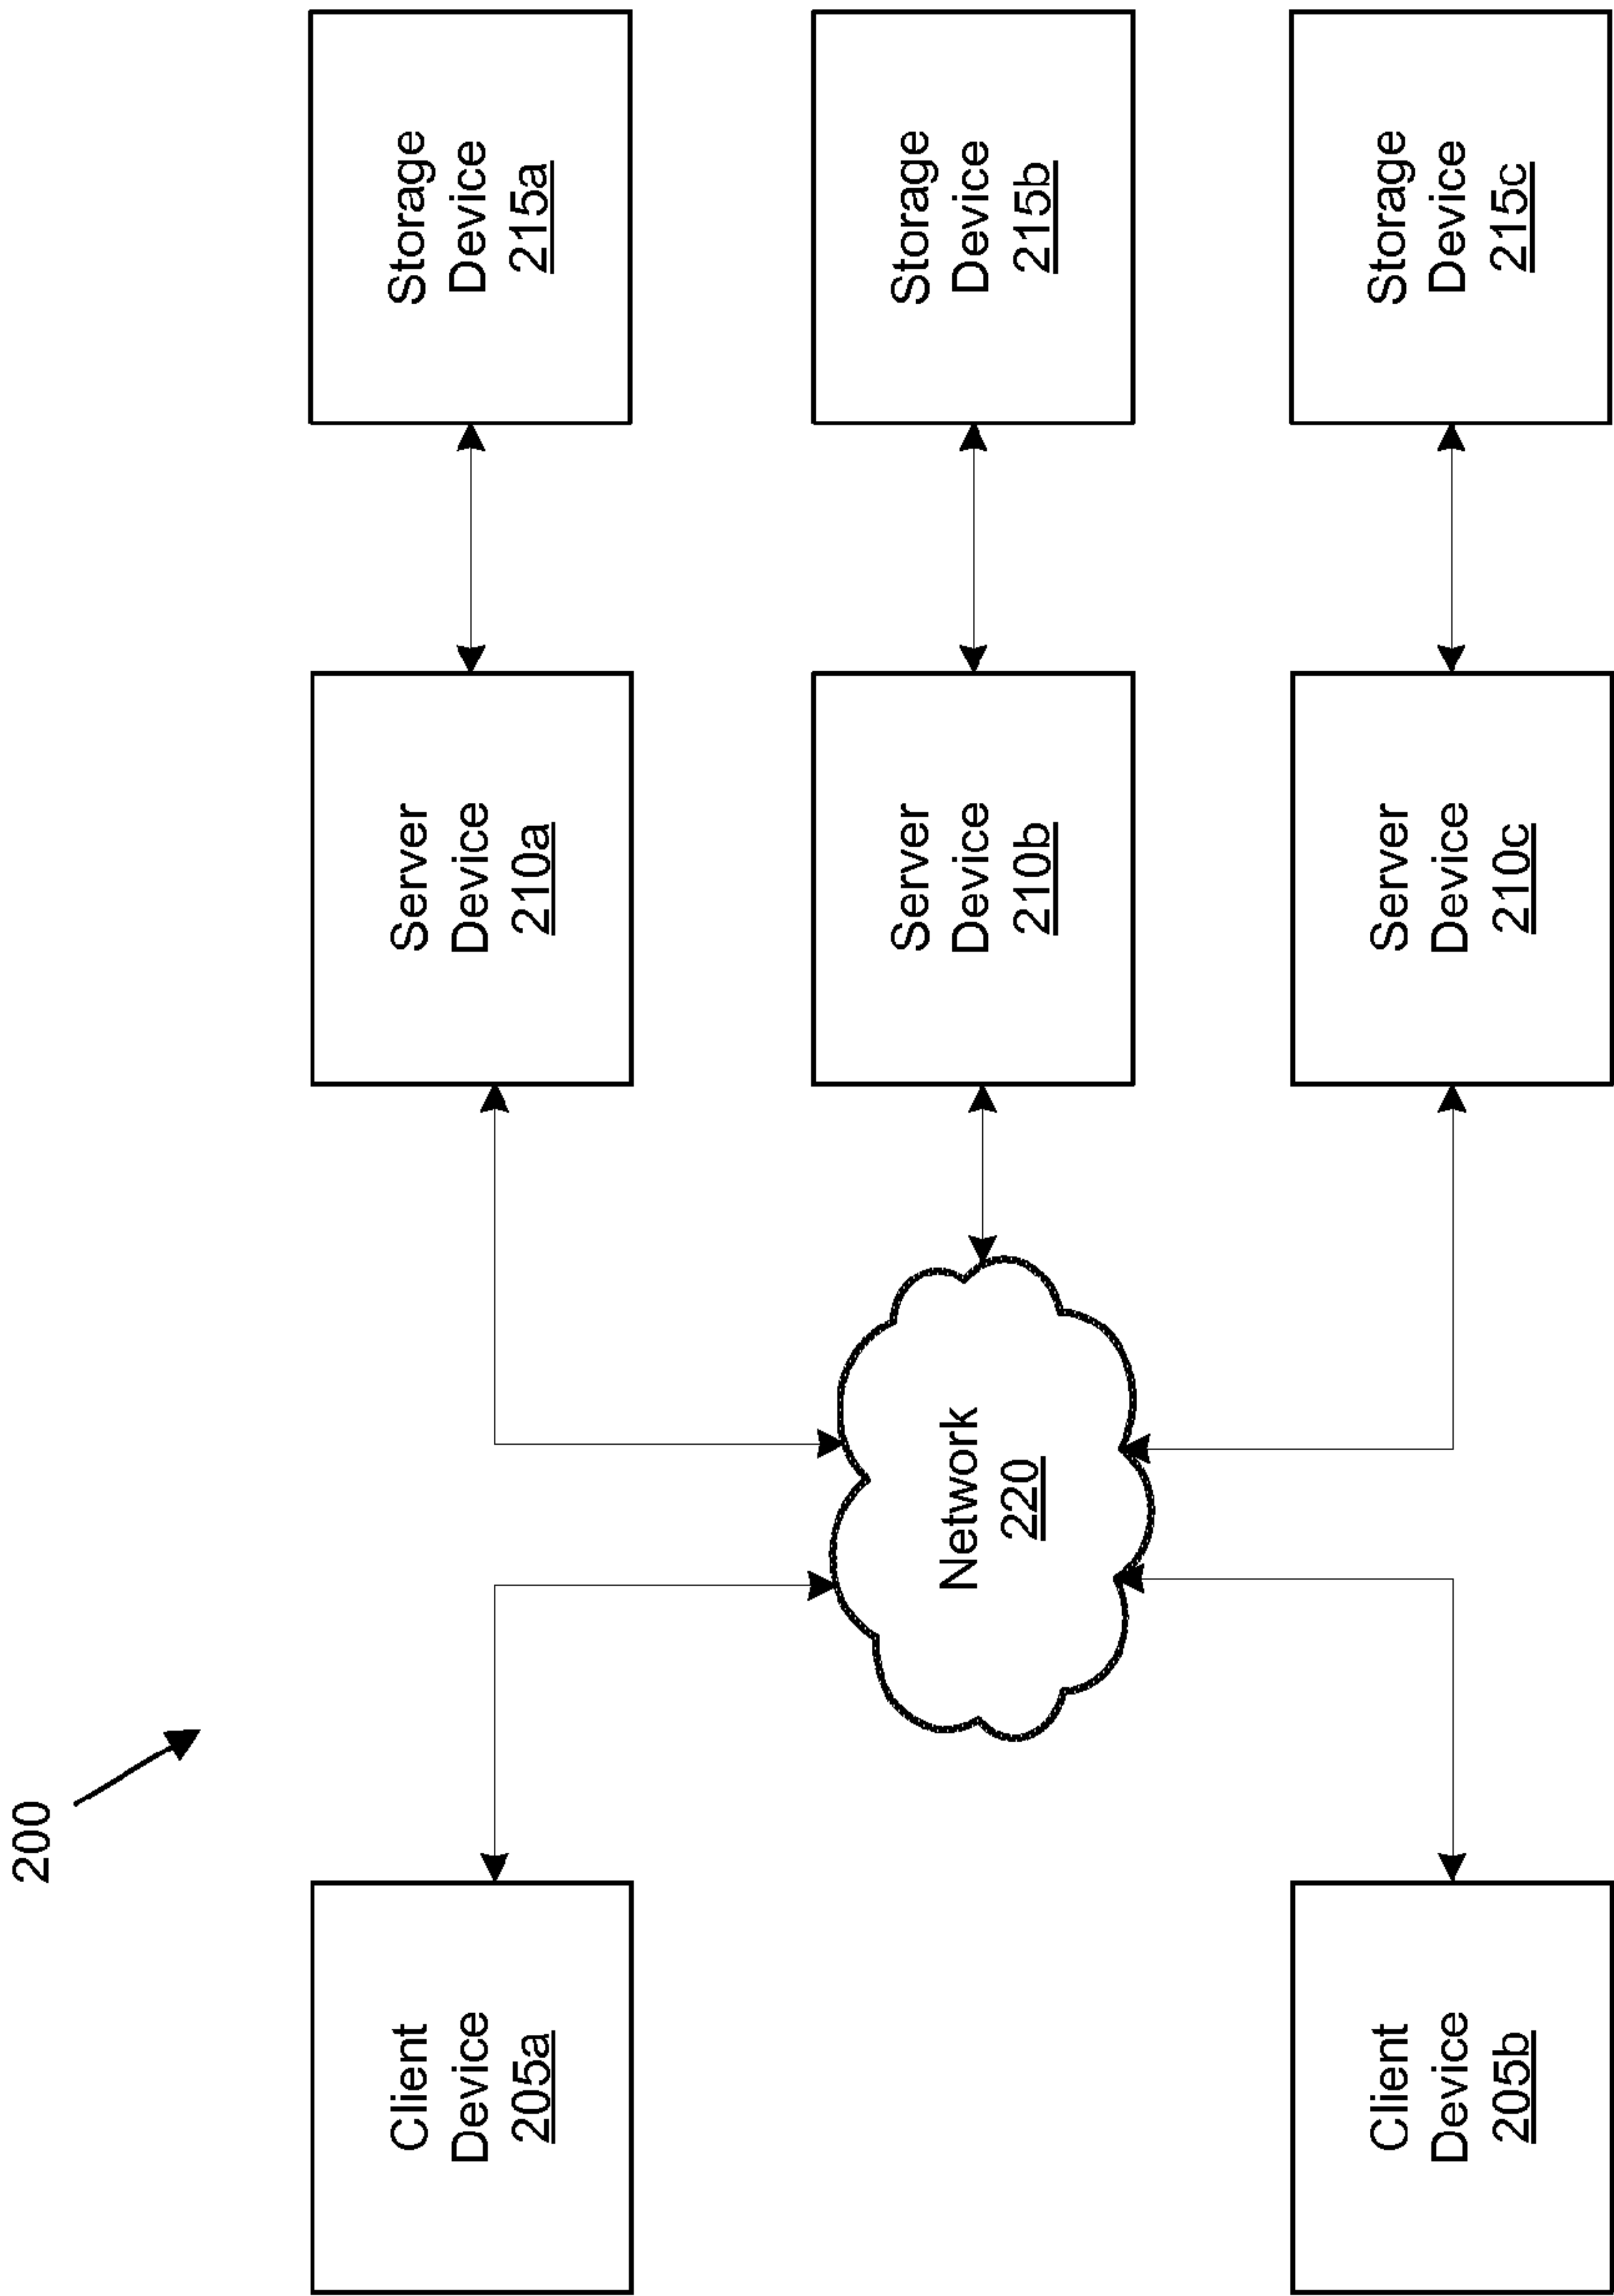 200
Client
Device
205a
Network
220
Server
Device
210a
Storage
Device
215a
Server
Device
210b
Storage
Device
215b
Client
Device
205b
Server
Device
210c
Storage
Device
215c